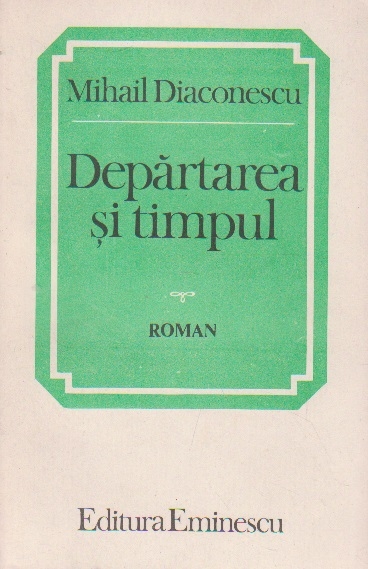 Mihail Diaconescu
Depărtarea
și timpul
ROMAN
Editura Eminescu